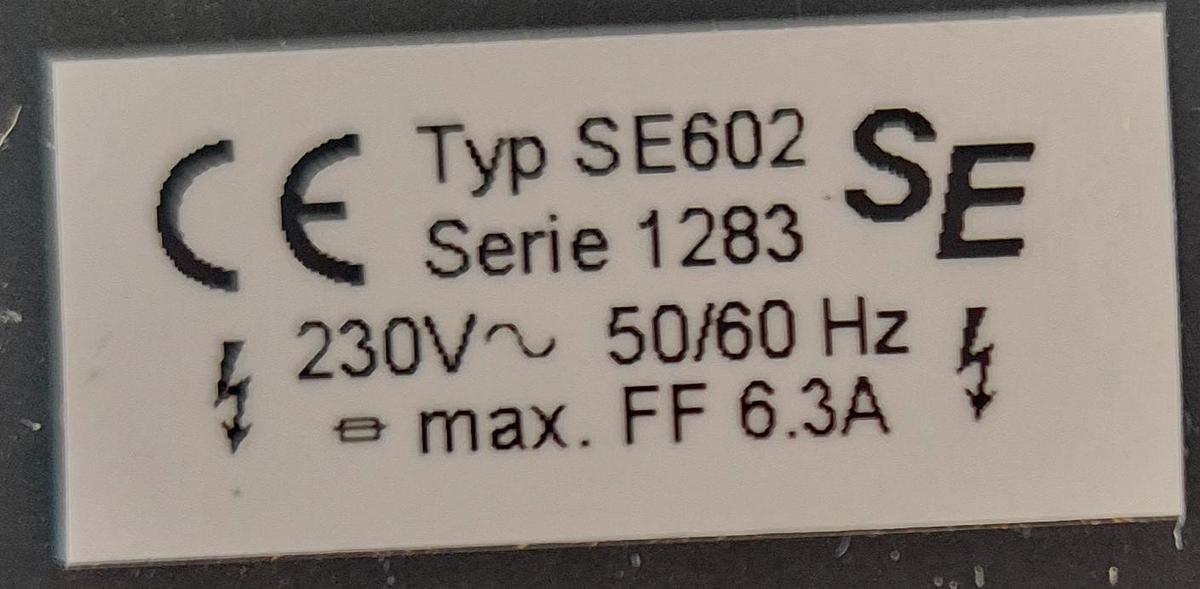 CE Typ SE602 SE
Serie 1283
230V~ 50/60 Hz
max. FF 6.3A